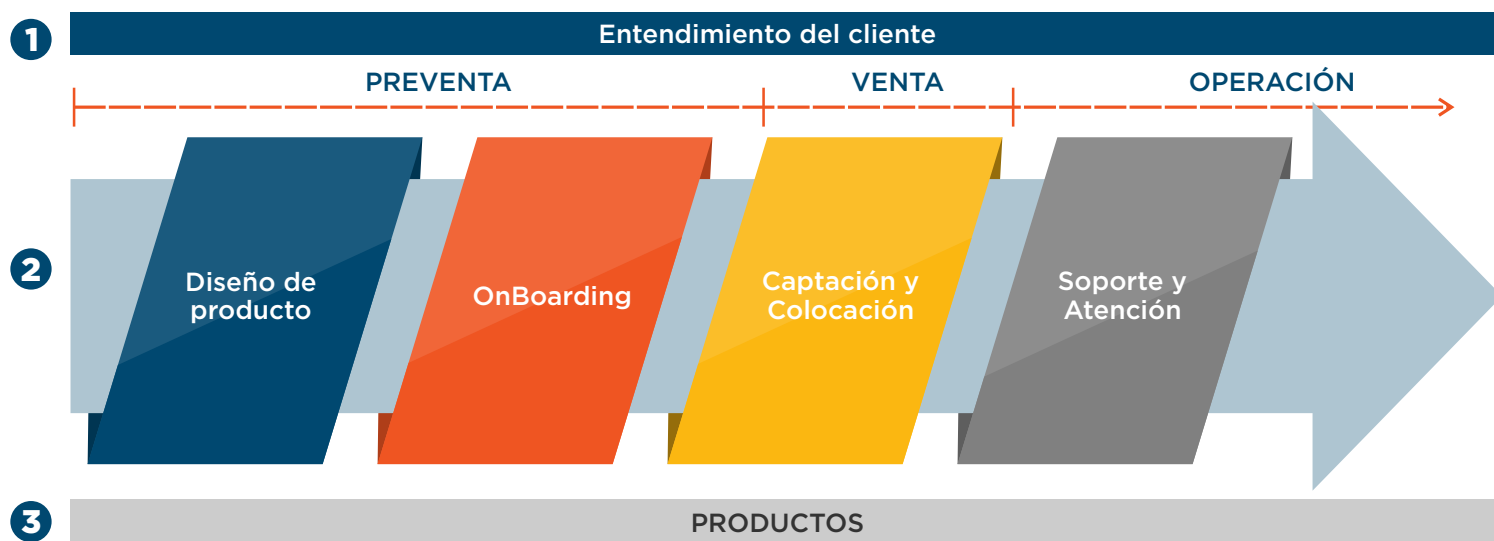 1
Entendimiento del cliente
PREVENTA
VENTA
OPERACIÓN
2
Diseño de
producto
OnBoarding
Captación y
Colocación
Soporte y
Atención
3
PRODUCTOS